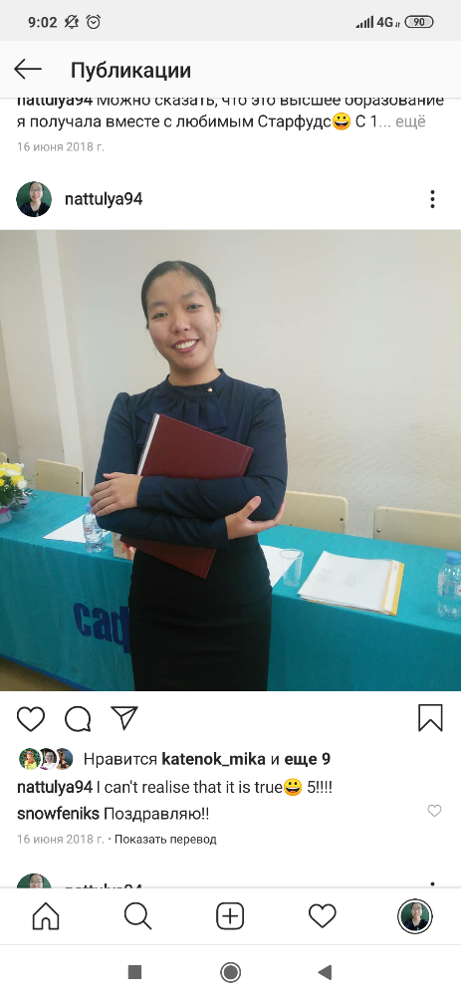 9:02 4G 90
Публикации
nattulya94 Можно сказать, что это высшее образование
я получала вместе с любимым Старфудс😀 С 1... ещё
16 июня 2018 г.
nattulya94
сад
Нравится katenok_mika и еще 9
nattulya94 I can't realise that it is true😀 5!!!!
snowfeniks Поздравляю!!
16 июня 2018 г. • Показать перевод
nattulya94